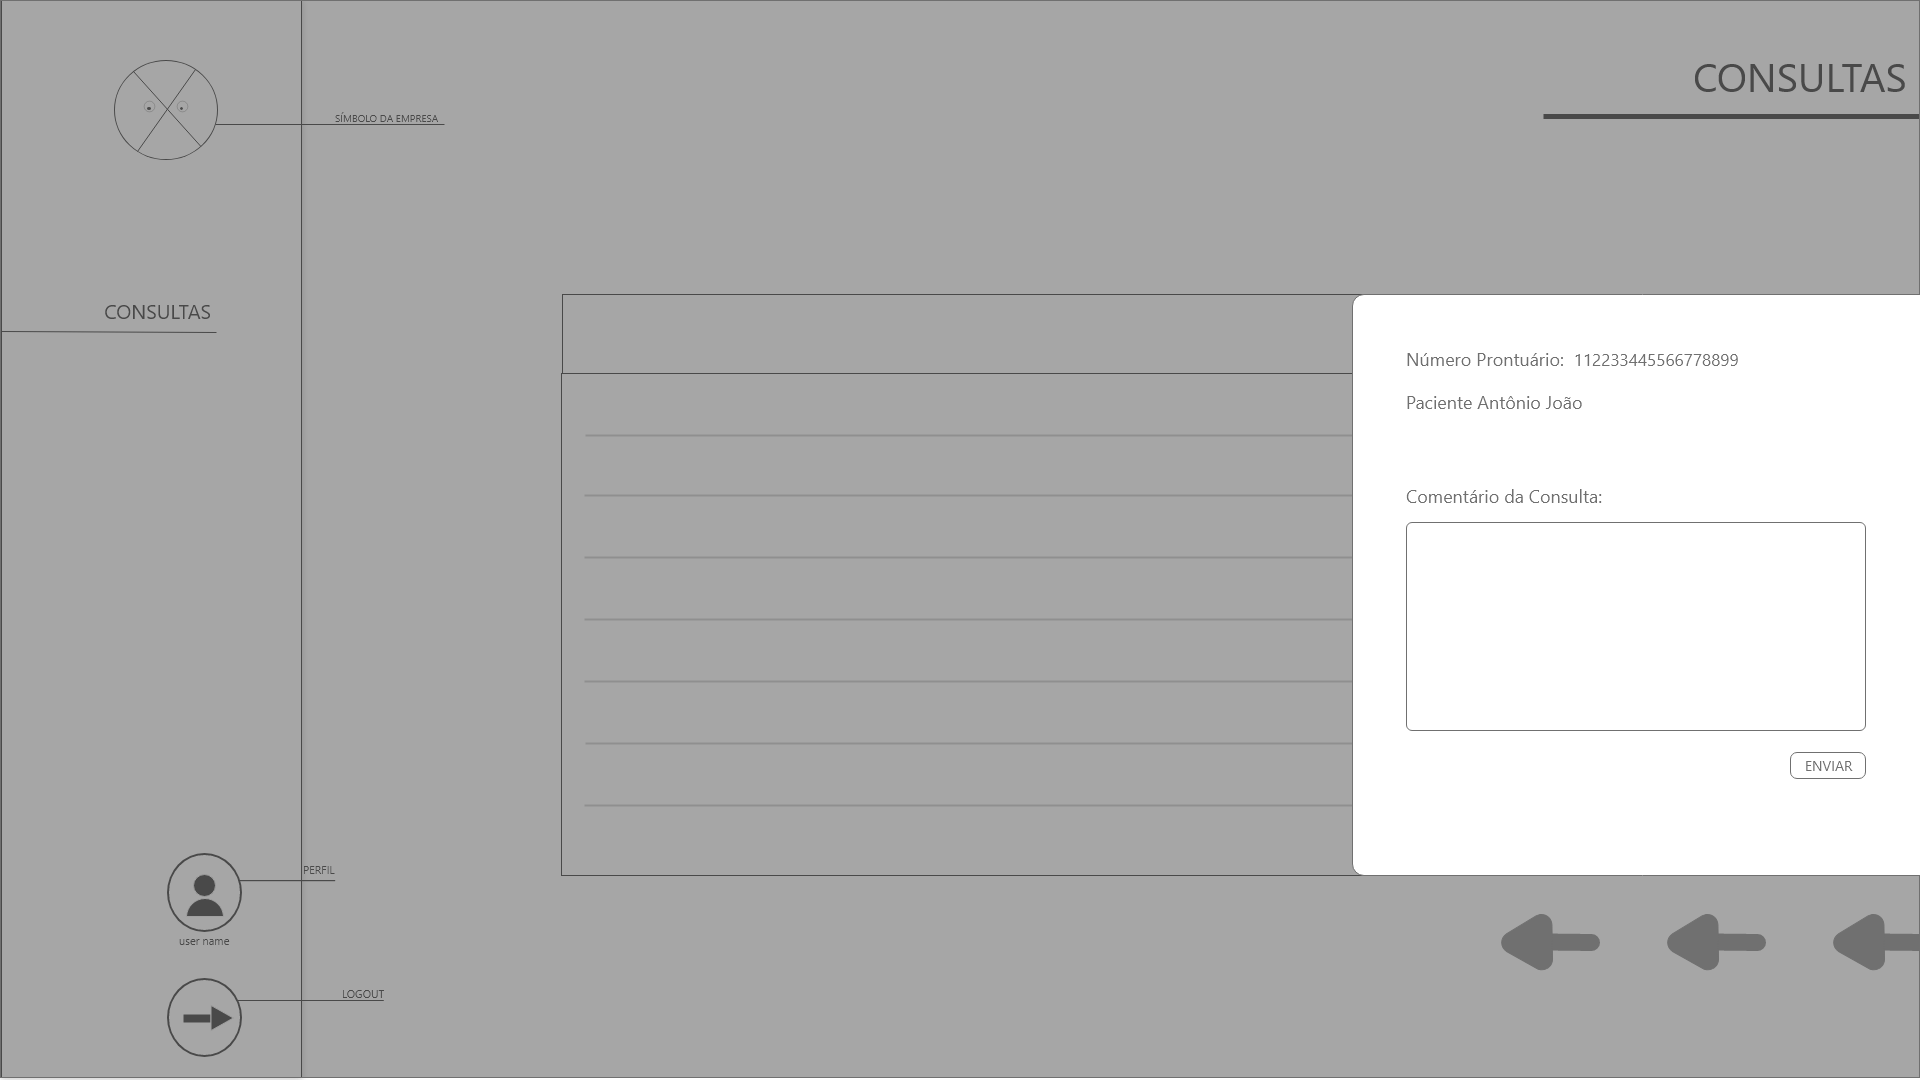 SÍMBOLO DA EMPRESA
CONSULTAS
CONSULTAS
Número Prontuário:  112233445566778899
Paciente Antônio João
Comentário da Consulta:
ENVIAR
PERFIL
user name
LOGOUT